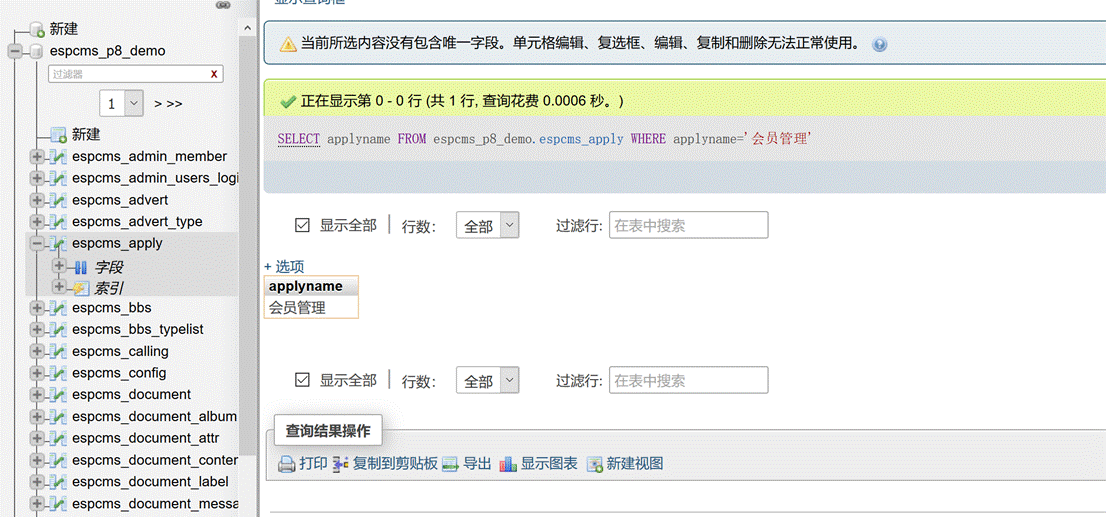 显示查询框
新建
espcms_p8_demo
过滤器 x
1 > >>
新建
espcms_admin_member
espcms_admin_users_logi
espcms_advert
espcms_advert_type
espcms_apply
字段
索引
espcms_bbs
espcms_bbs_typelist
espcms_calling
espcms_config
espcms_document
espcms_document_album
espcms_document_attr
espcms_document_conter
espcms_document_label
espcms_document_messa
当前所选内容没有包含唯一字段。单元格编辑、复选框、编辑、复制和删除无法正常使用。
正在显示第 0 - 0 行 (共 1 行, 查询花费 0.0006 秒。)
SELECT applyname FROM espcms_p8_demo.espcms_apply WHERE applyname='会员管理'
显示全部 | 行数: 全部 过滤行: 在表中搜索
+ 选项
applyname
会员管理
显示全部 | 行数: 全部 过滤行: 在表中搜索
查询结果操作
打印 复制到剪贴板 导出 显示图表 新建视图